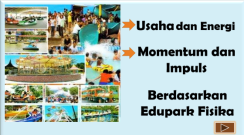 Usaha dan Energi
Momentum dan
Impuls
Berdasarkan
Edupark Fisika